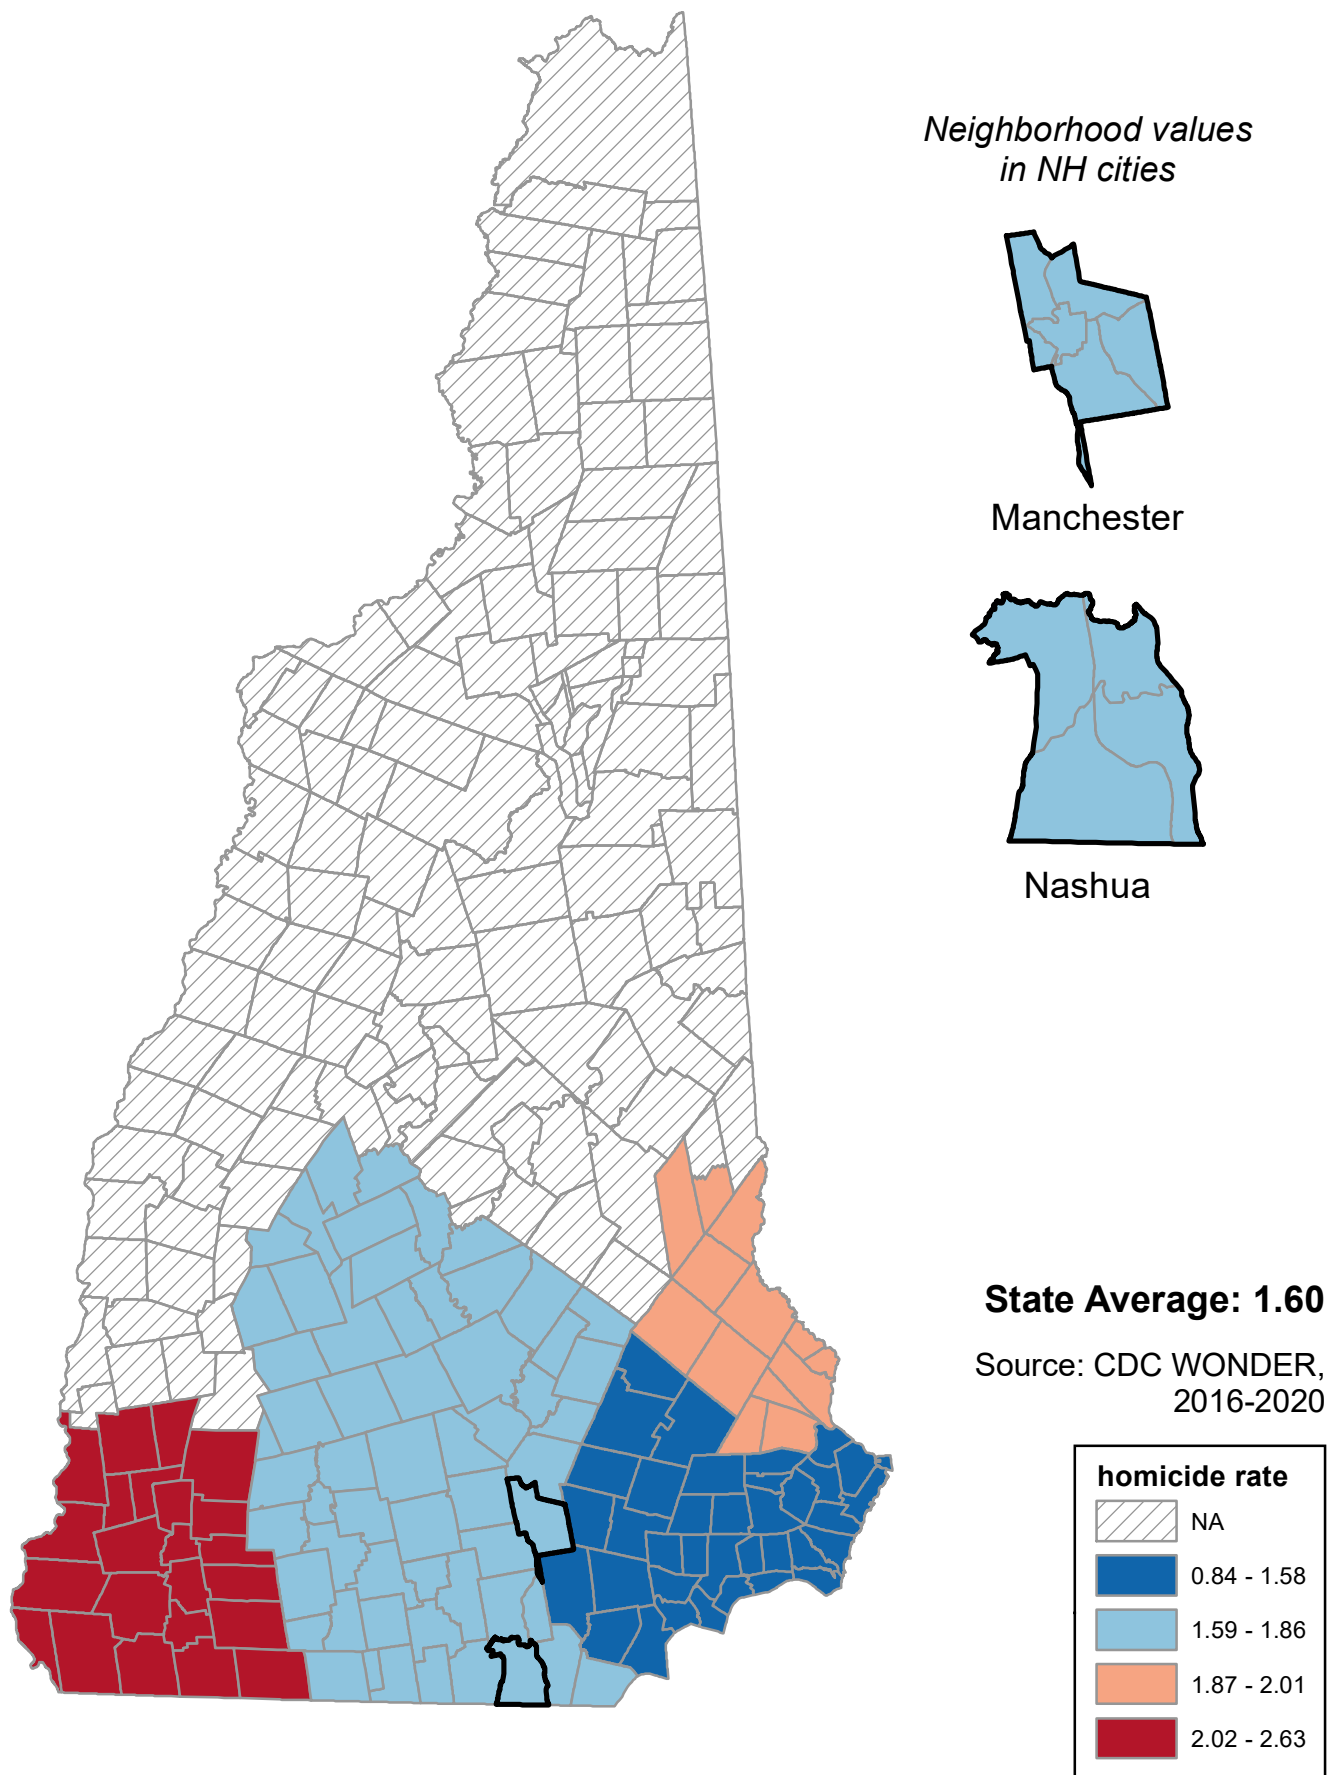 Neighborhood values
in NH cities
Manchester
Nashua
State Average: 1.60
Source: CDC WONDER,
2016-2020
homicide rate
NA
0.84 - 1.58
1.59 - 1.86
1.87 - 2.01
2.02 - 2.63